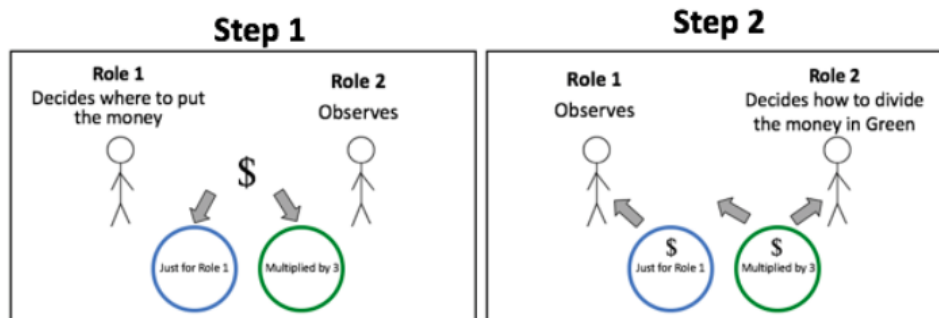 Step 1
Role 1
Decides where to put
the money
Role 2
Observes
$
Just for Role 1
Multiplied by 3
Step 2
Role 1
Observes
Role 2
Decides how to divide
the money in Green
$
Just for Role 1
$
Multiplied by 3